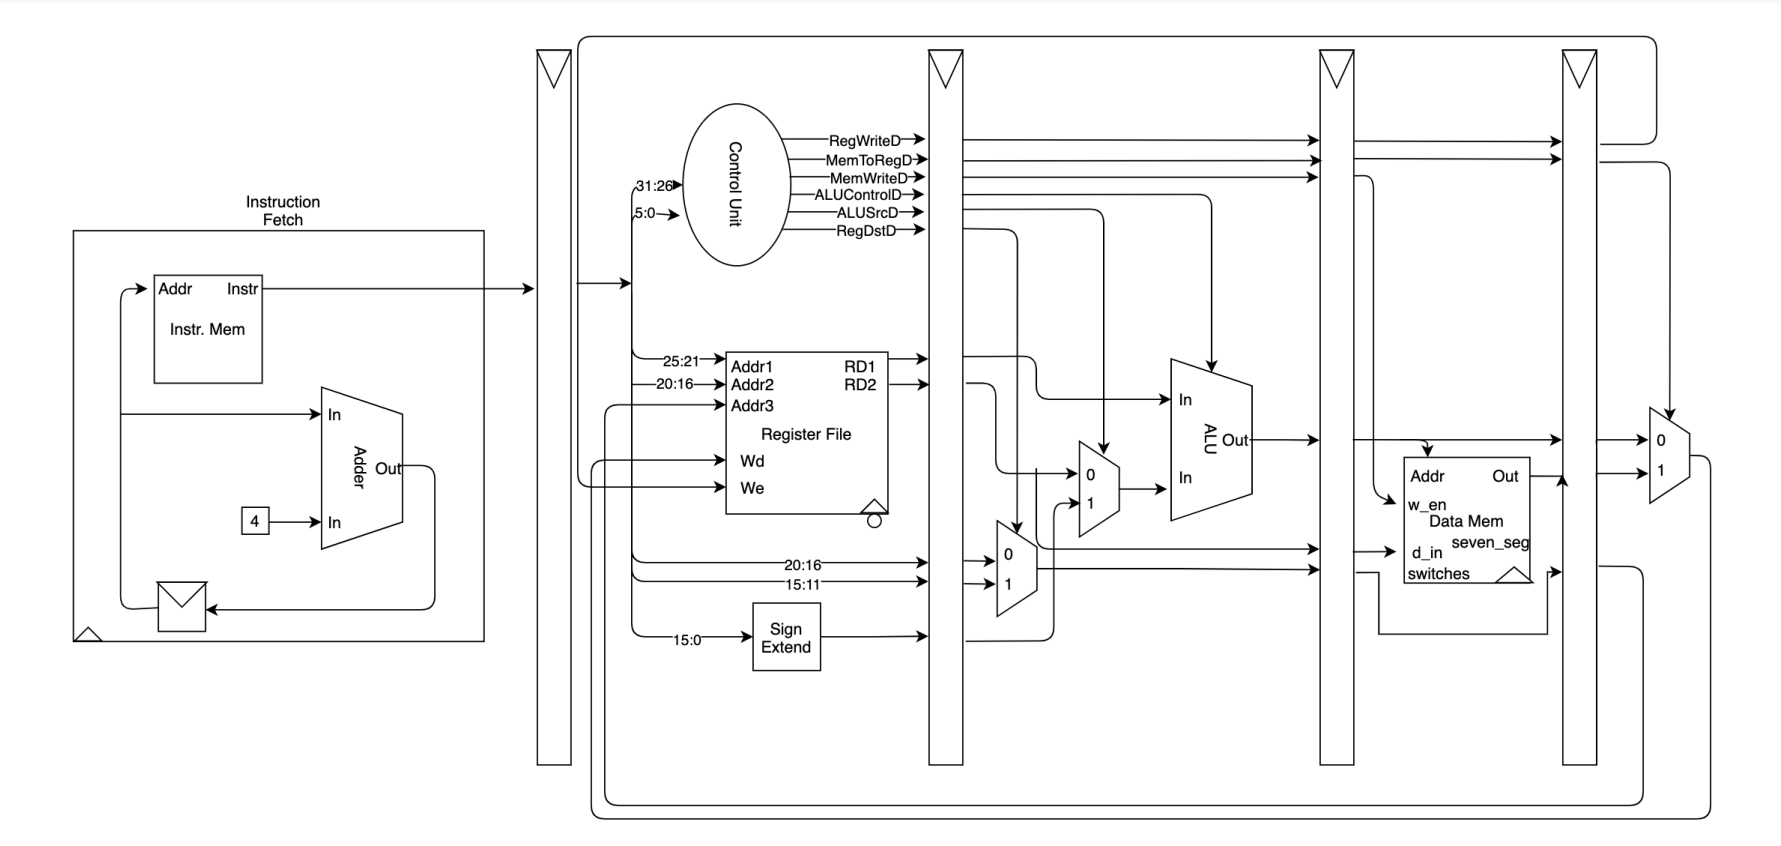 Instruction
Fetch
Addr
Instr
Instr. Mem
In
Adder
Out
4
In
Control Unit
31:26
5:0
RegWriteD
MemToRegD
MemWriteD
ALUControlD
ALUSrcD
RegDstD
25:21
20:16
Addr1
Addr2
Addr3
RD1
RD2
Register File
Wd
We
20:16
15:11
15:0
Sign
Extend
0
1
0
1
In
ALU
Out
In
Addr
Out
w_en
Data Mem
seven_seg
d_in
switches
0
1